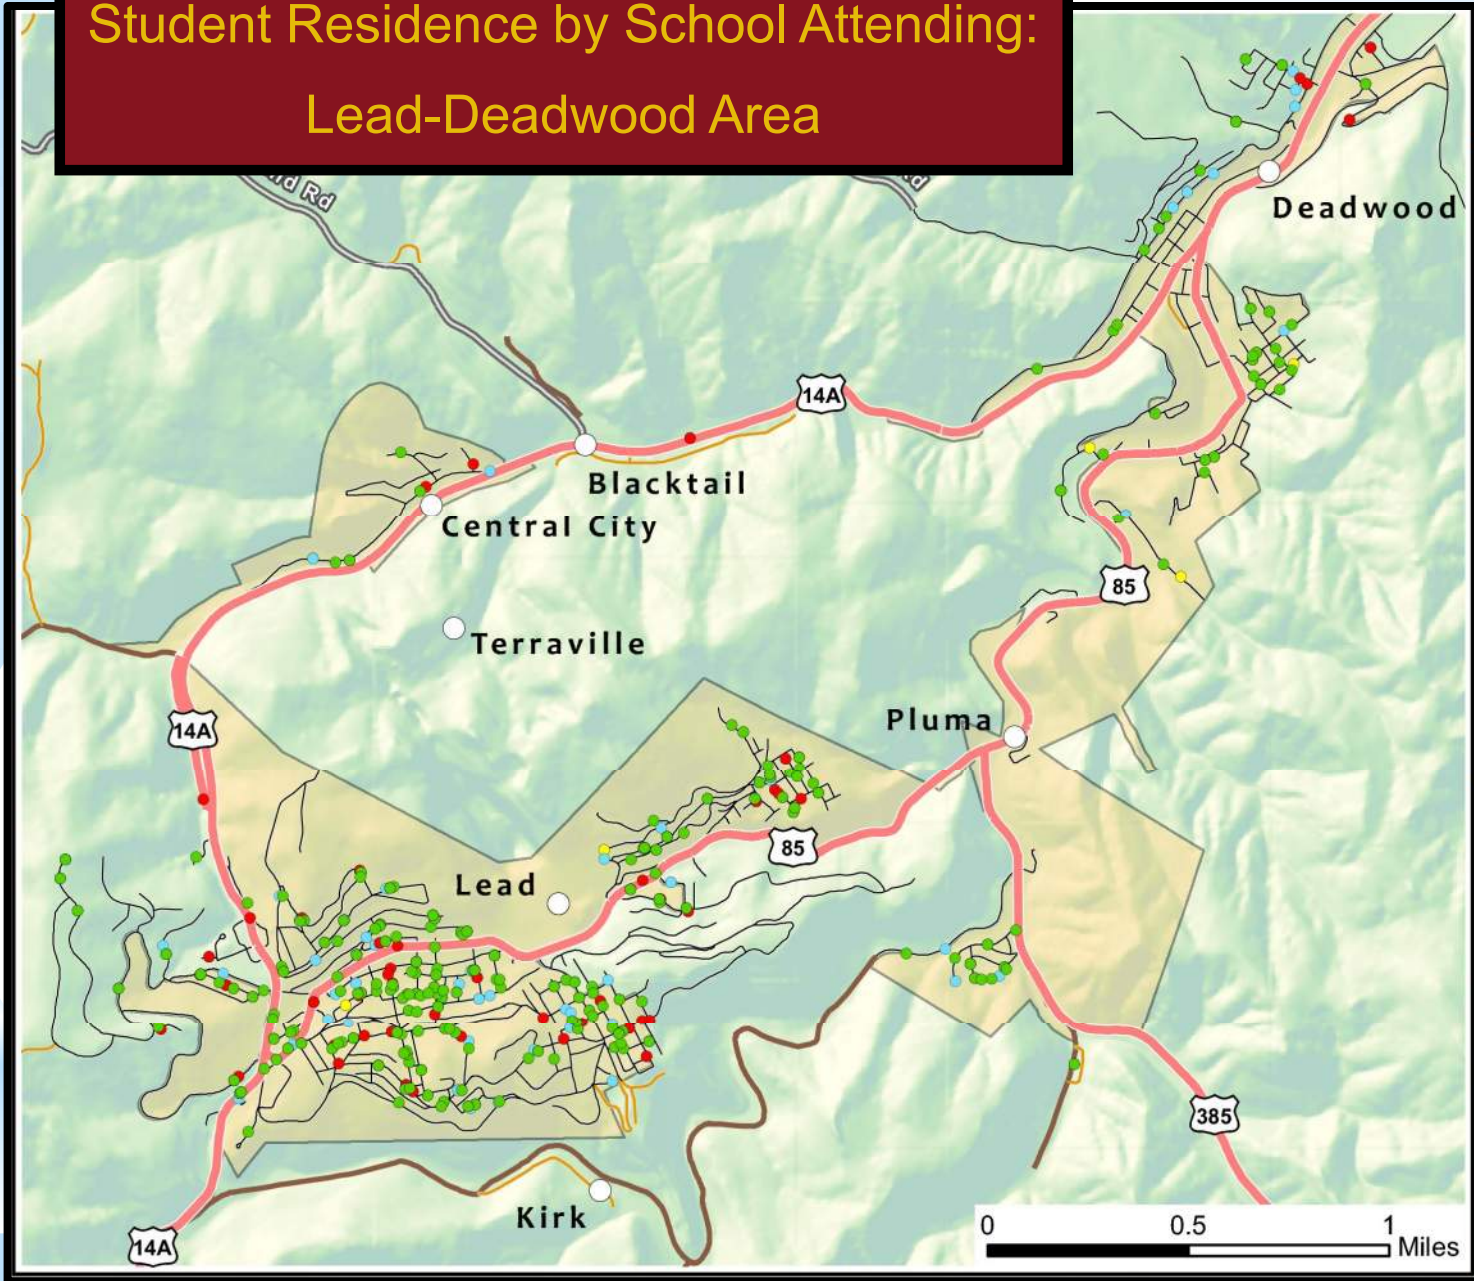 Student Residence by School Attending:
Lead-Deadwood Area
Rd
Deadwood
14A
Blacktail
Central City
85
Terraville
Pluma
14A
85
Lead
385
Kirk
14A
0 0.5 1
Miles